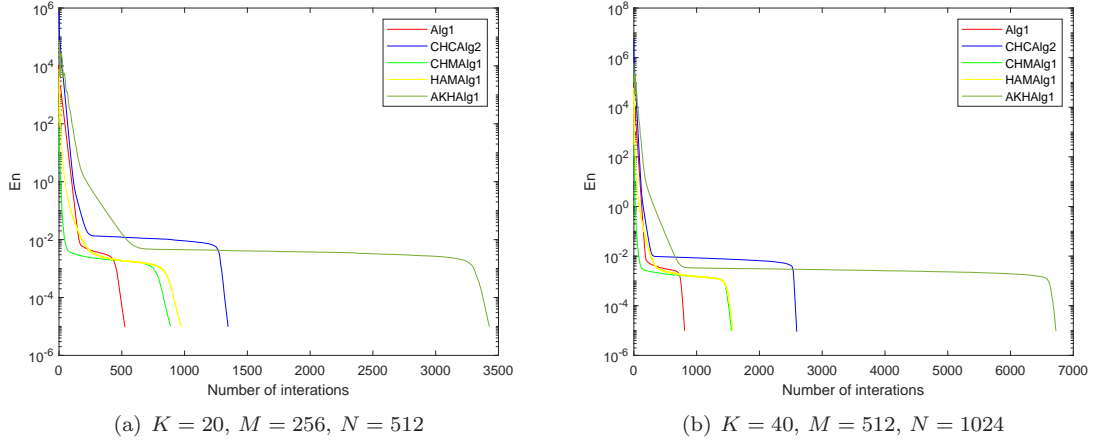 10^6
10^4
10^2
10^0
10^-2
10^-4
10^-6
En
0
500
1000
1500
2000
2500
3000
3500
Number of interations
Alg1
CHCAlg2
CHMAlg1
HAMAlg1
AKHAlg1
(a) K = 20, M = 256, N = 512
10^8
10^6
10^4
10^2
10^0
10^-2
10^-4
10^-6
En
0
1000
2000
3000
4000
5000
6000
7000
Number of interations
Alg1
CHCAlg2
CHMAlg1
HAMAlg1
AKHAlg1
(b) K = 40, M = 512, N = 1024